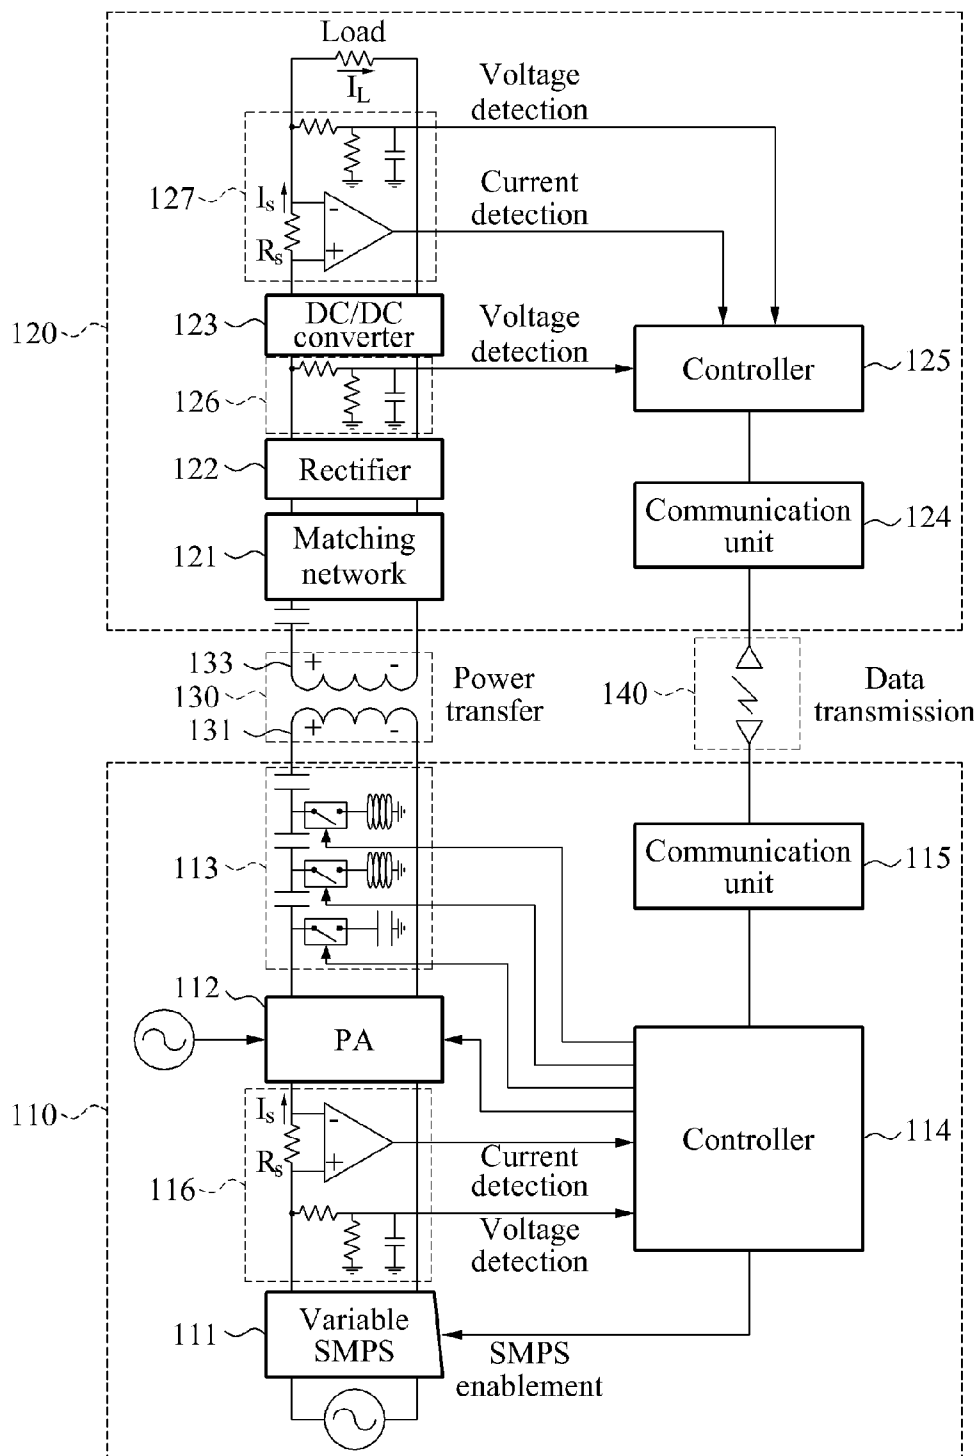 Load
I_L
Voltage
detection
127
I_s
-
Current
detection
R_s
+
120
123
DC/DC
converter
Voltage
detection
Controller
125
126
122
Rectifier
121
Matching
network
Communication
unit
124
133
+
-
130
Power
transfer
131
+
-
140
Data
transmission
113
Communication
unit
115
112
PA
110
I_s
-
R_s
+
116
Current
detection
Voltage
detection
Controller
114
111
Variable
SMPS
SMPS
enablement